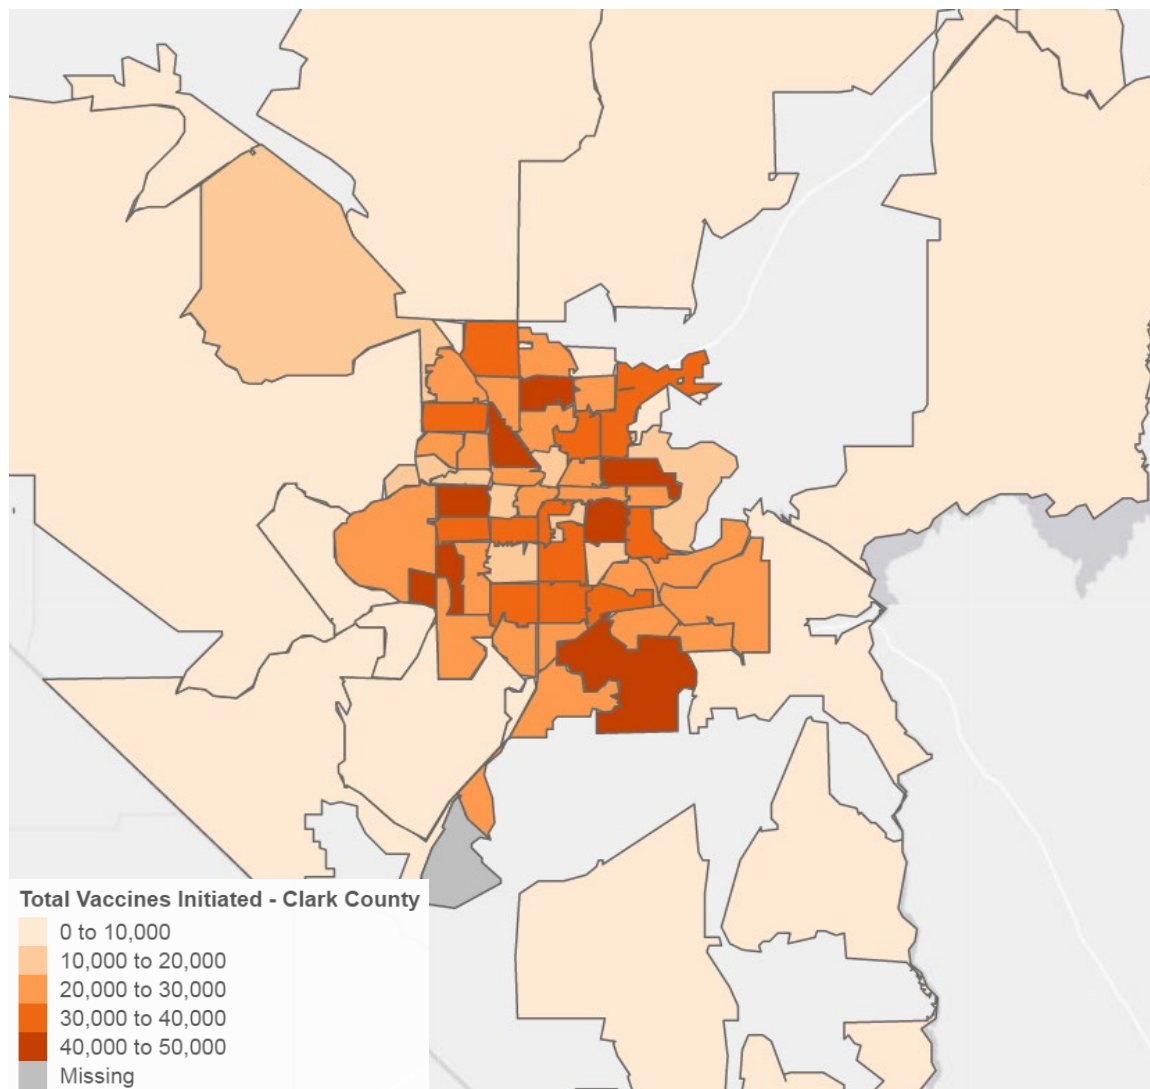 Total Vaccines Initiated - Clark County
0 to 10,000
10,000 to 20,000
20,000 to 30,000
30,000 to 40,000
40,000 to 50,000
Missing